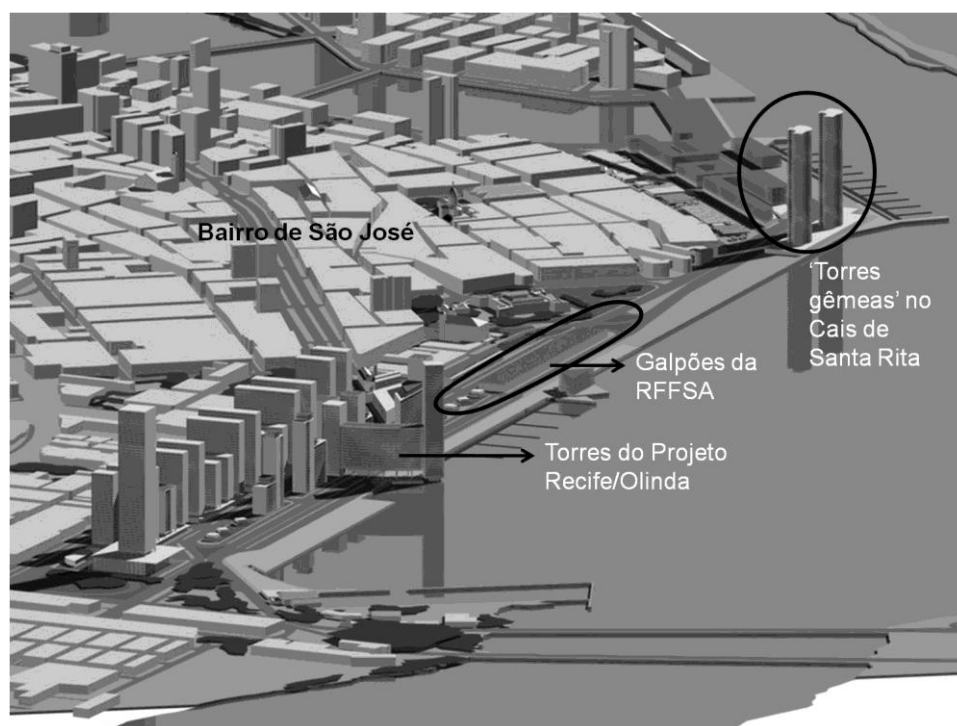 Bairro de São José
‘Torres
gêmeas’ no
Cais de
Santa Rita
Galpões da
RFFSA
Torres do Projeto
Recife/Olinda